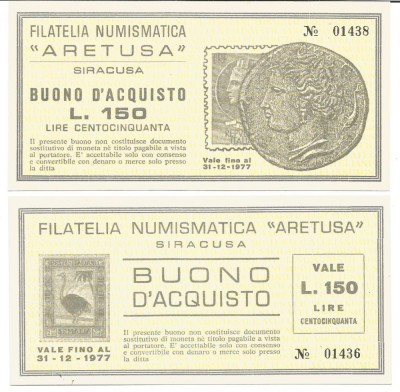 FILATELIA NUMISMATICA
"ARETUSA"
SIRACUSA
BUONO D'ACQUISTO
L. 150
LIRE CENTOCINQUANTA
Il presente buono non costituisce documento
sostitutivo di moneta nè titolo pagabile a vista
al portatore. E' accettabile solo con consenso
e convertibile con denaro o merce solo presso
la ditta
№ 01438
Vale fino al
31-12-1977
FILATELIA NUMISMATICA "ARETUSA"
SIRACUSA
BUONO
D'ACQUISTO
VALE
L. 150
LIRE
CENTOCINQUANTA
VALE FINO AL
31-12-1977
Il presente buono non costituisce documento
sostitutivo di moneta nè titolo pagabile a vista
al portatore. E' accettabile solo con consenso
e convertibile con denaro o merce solo presso
la ditta
№ 01436